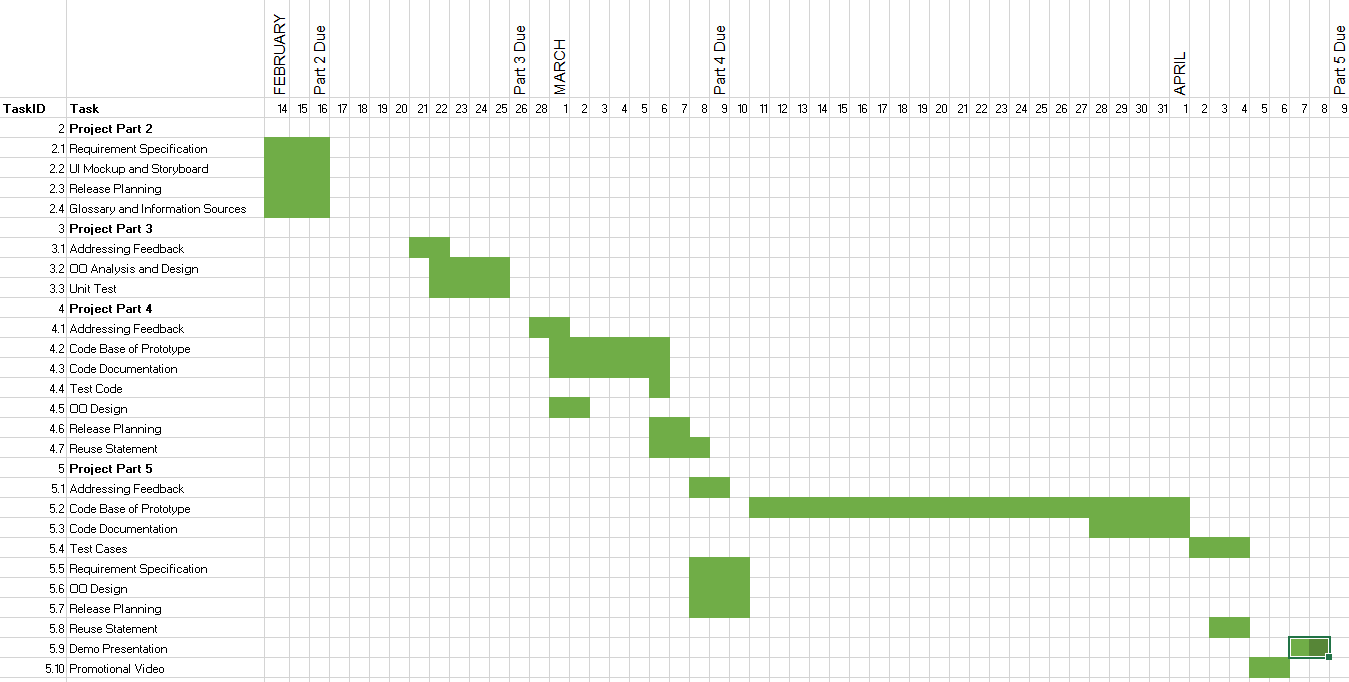 FEBRUARY
Part 2 Due
Part 3 Due
MARCH
Part 4 Due
APRIL
Part 5 Due
TaskID Task 14 15 16 17 18 19 20 21 22 23 24 25 26 28 1 2 3 4 5 6 7 8 9 10 11 12 13 14 15 16 17 18 19 20 21 22 23 24 25 26 27 28 29 30 31 1 2 3 4 5 6 7 8 9
2 Project Part 2
2.1 Requirement Specification
2.2 UI Mockup and Storyboard
2.3 Release Planning
2.4 Glossary and Information Sources
3 Project Part 3
3.1 Addressing Feedback
3.2 OO Analysis and Design
3.3 Unit Test
4 Project Part 4
4.1 Addressing Feedback
4.2 Code Base of Prototype
4.3 Code Documentation
4.4 Test Code
4.5 OO Design
4.6 Release Planning
4.7 Reuse Statement
5 Project Part 5
5.1 Addressing Feedback
5.2 Code Base of Prototype
5.3 Code Documentation
5.4 Test Cases
5.5 Requirement Specification
5.6 OO Design
5.7 Release Planning
5.8 Reuse Statement
5.9 Demo Presentation
5.10 Promotional Video